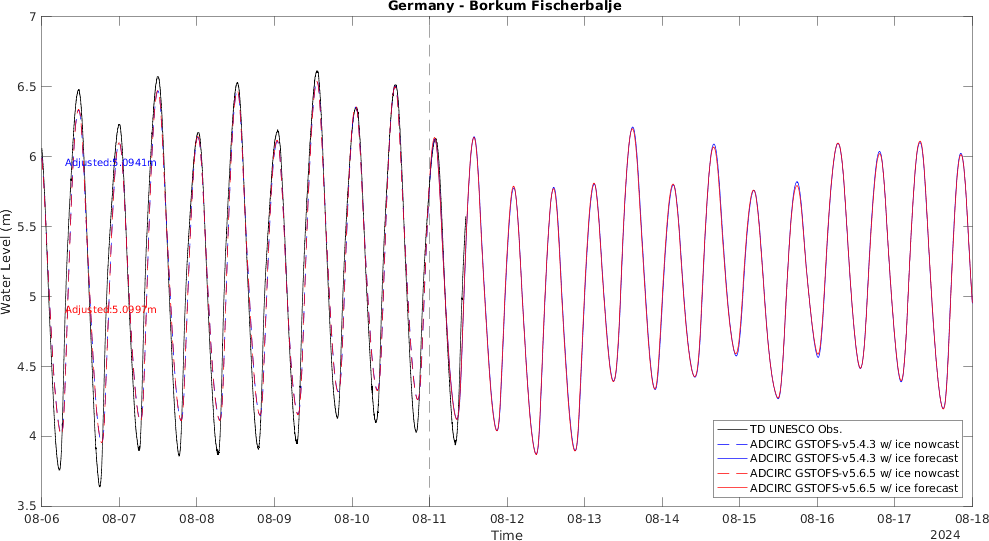 Germany - Borkum Fischerbalje
Water Level (m)
7
6.5
6
5.5
5
4.5
4
3.5
Adjusted:5.0941m
Adjusted:5.0997m
TD UNESCO Obs.
ADCIRC GSTOFS-v5.4.3 w/ ice nowcast
ADCIRC GSTOFS-v5.4.3 w/ ice forecast
ADCIRC GSTOFS-v5.6.5 w/ ice nowcast
ADCIRC GSTOFS-v5.6.5 w/ ice forecast
08-06 08-07 08-08 08-09 08-10 08-11 08-12 08-13 08-14 08-15 08-16 08-17 08-18
Time
2024